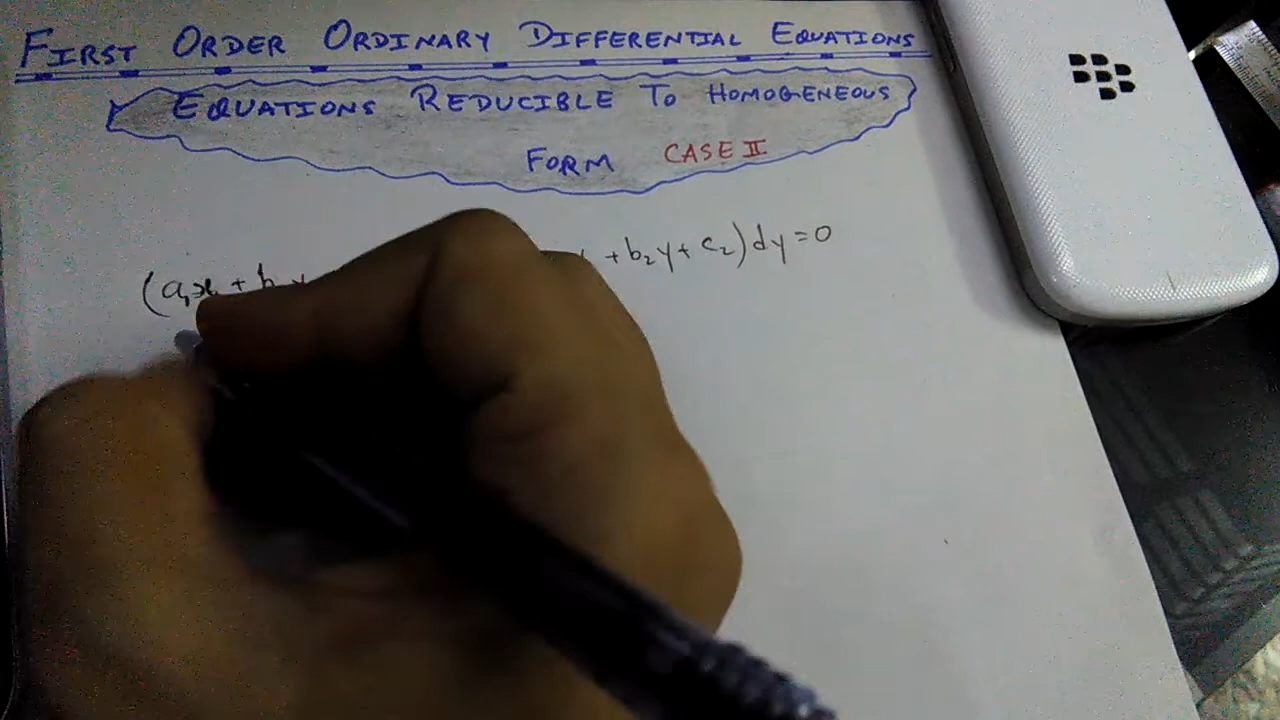 FIRST ORDER ORDINARY DIFFERENTIAL EQUATIONS
EQUATIONS REDUCIBLE TO HOMOGENEOUS
FORM CASE II
(a₁x + b y + b₂y + c₂) dy = 0